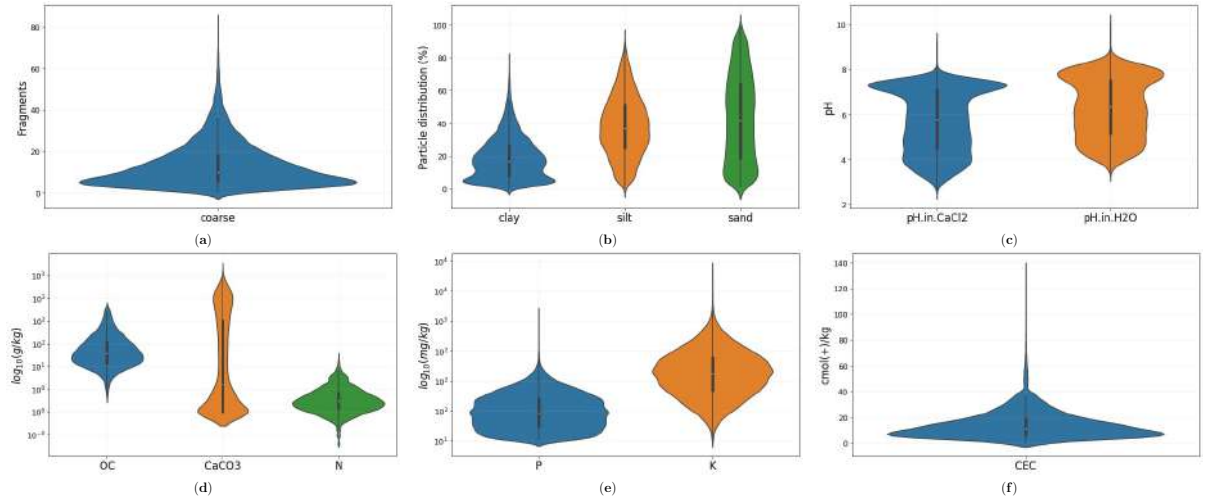 80
60
40
20
0
Fragments
coarse
(a)
100
80
60
40
20
0
Particle distribution (%)
clay silt sand
(b)
10
8
6
4
2
pH
pH.in.CaCl2 pH.in.H2O
(c)
log₁₀(g/kg)
OC CaCO3 N
(d)
log₁₀(mg/kg)
P K
(e)
140
120
100
80
60
40
20
0
cmol(+)/kg
CEC
(f)